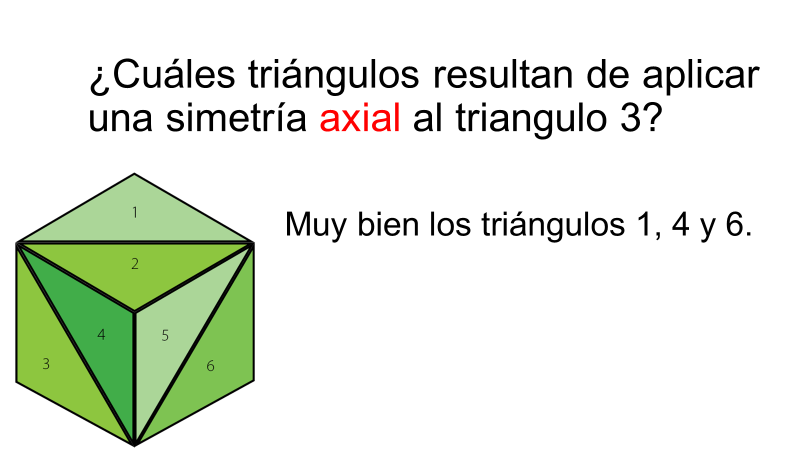 ¿Cuáles triángulos resultan de aplicar
una simetría axial al triangulo 3?
1
Muy bien los triángulos 1, 4 y 6.
2
4
5
3
6